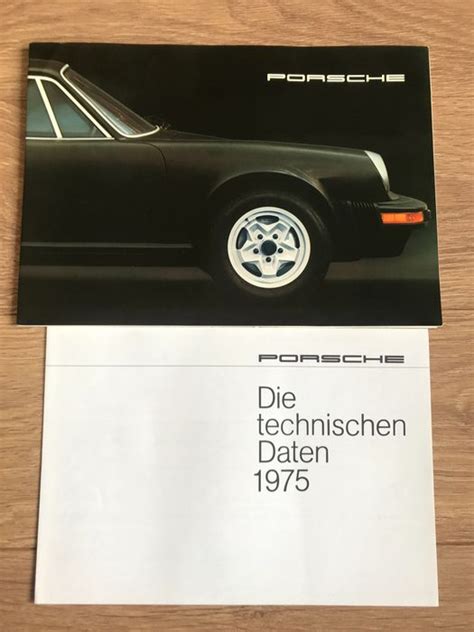 PORSCHE
PORSCHE
Die
technischen
Daten
1975